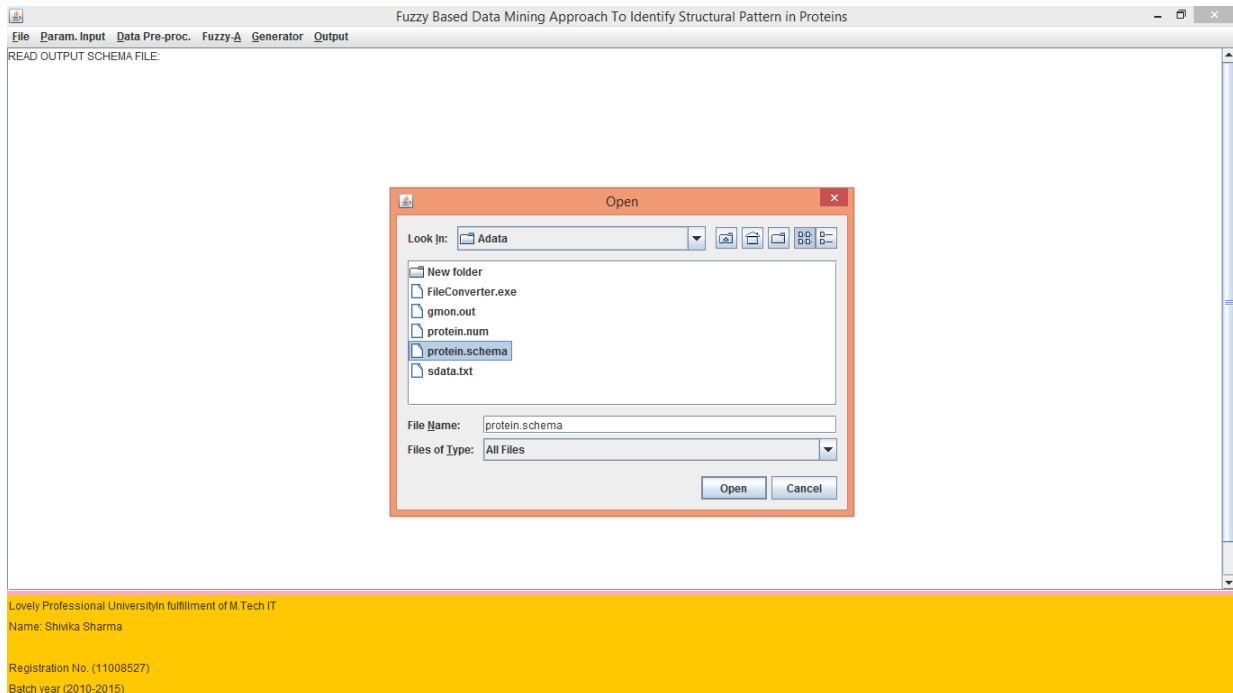 Fuzzy Based Data Mining Approach To Identify Structural Pattern in Proteins
File Param. Input Data Pre-proc. Fuzzy-A Generator Output
READ OUTPUT SCHEMA FILE:
Open
Look In: Adata
New folder
FileConverter.exe
gmon.out
protein.num
protein.schema
sdata.txt
File Name: protein.schema
Files of Type: All Files
Open Cancel
Lovely Professional UniversityIn fulfillment of M.Tech IT
Name: Shivika Sharma
Registration No. (11008527)
Batch year (2010-2015)